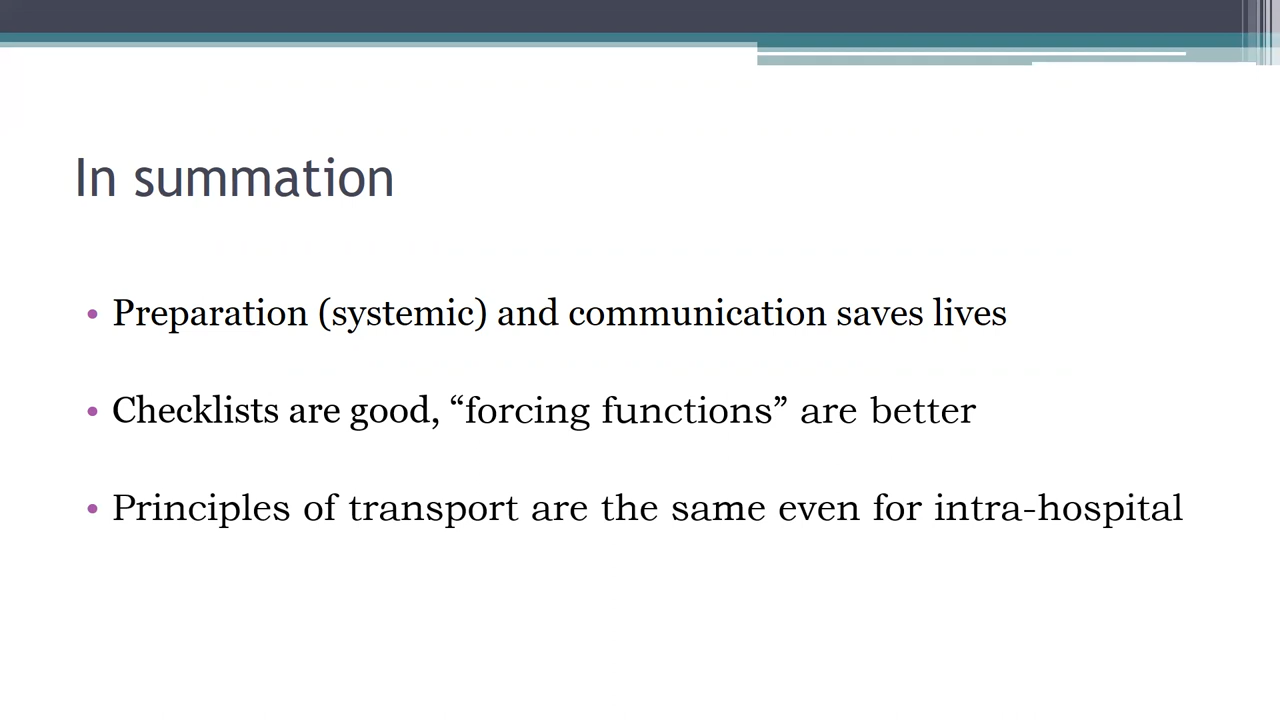 In summation
• Preparation (systemic) and communication saves lives
• Checklists are good, “forcing functions” are better
• Principles of transport are the same even for intra-hospital